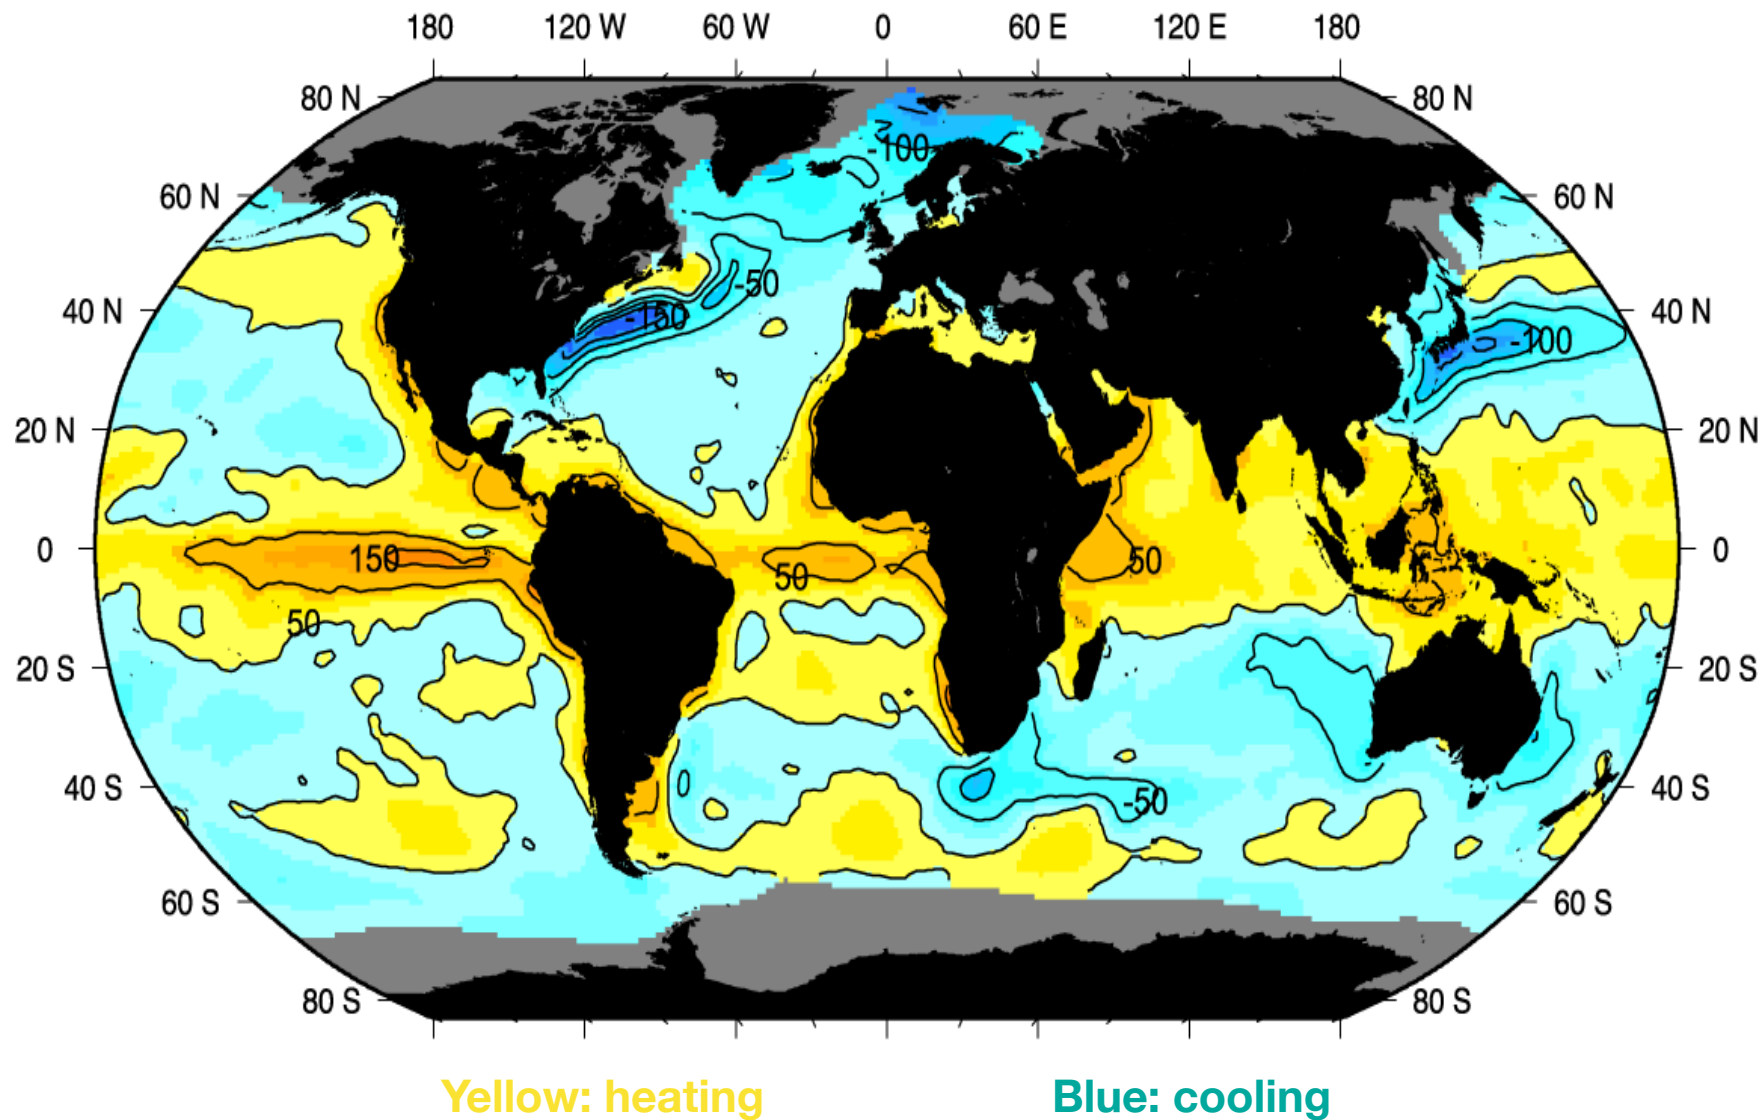 180 120 W 60 W 0 60 E 120 E 180
80 N 80 N
-100
60 N 60 N
-50
40 N -150 -100 40 N
20 N 20 N
0 150 50 50 0
50
20 S 20 S
40 S -50 40 S
60 S 60 S
80 S 80 S
Yellow: heating Blue: cooling